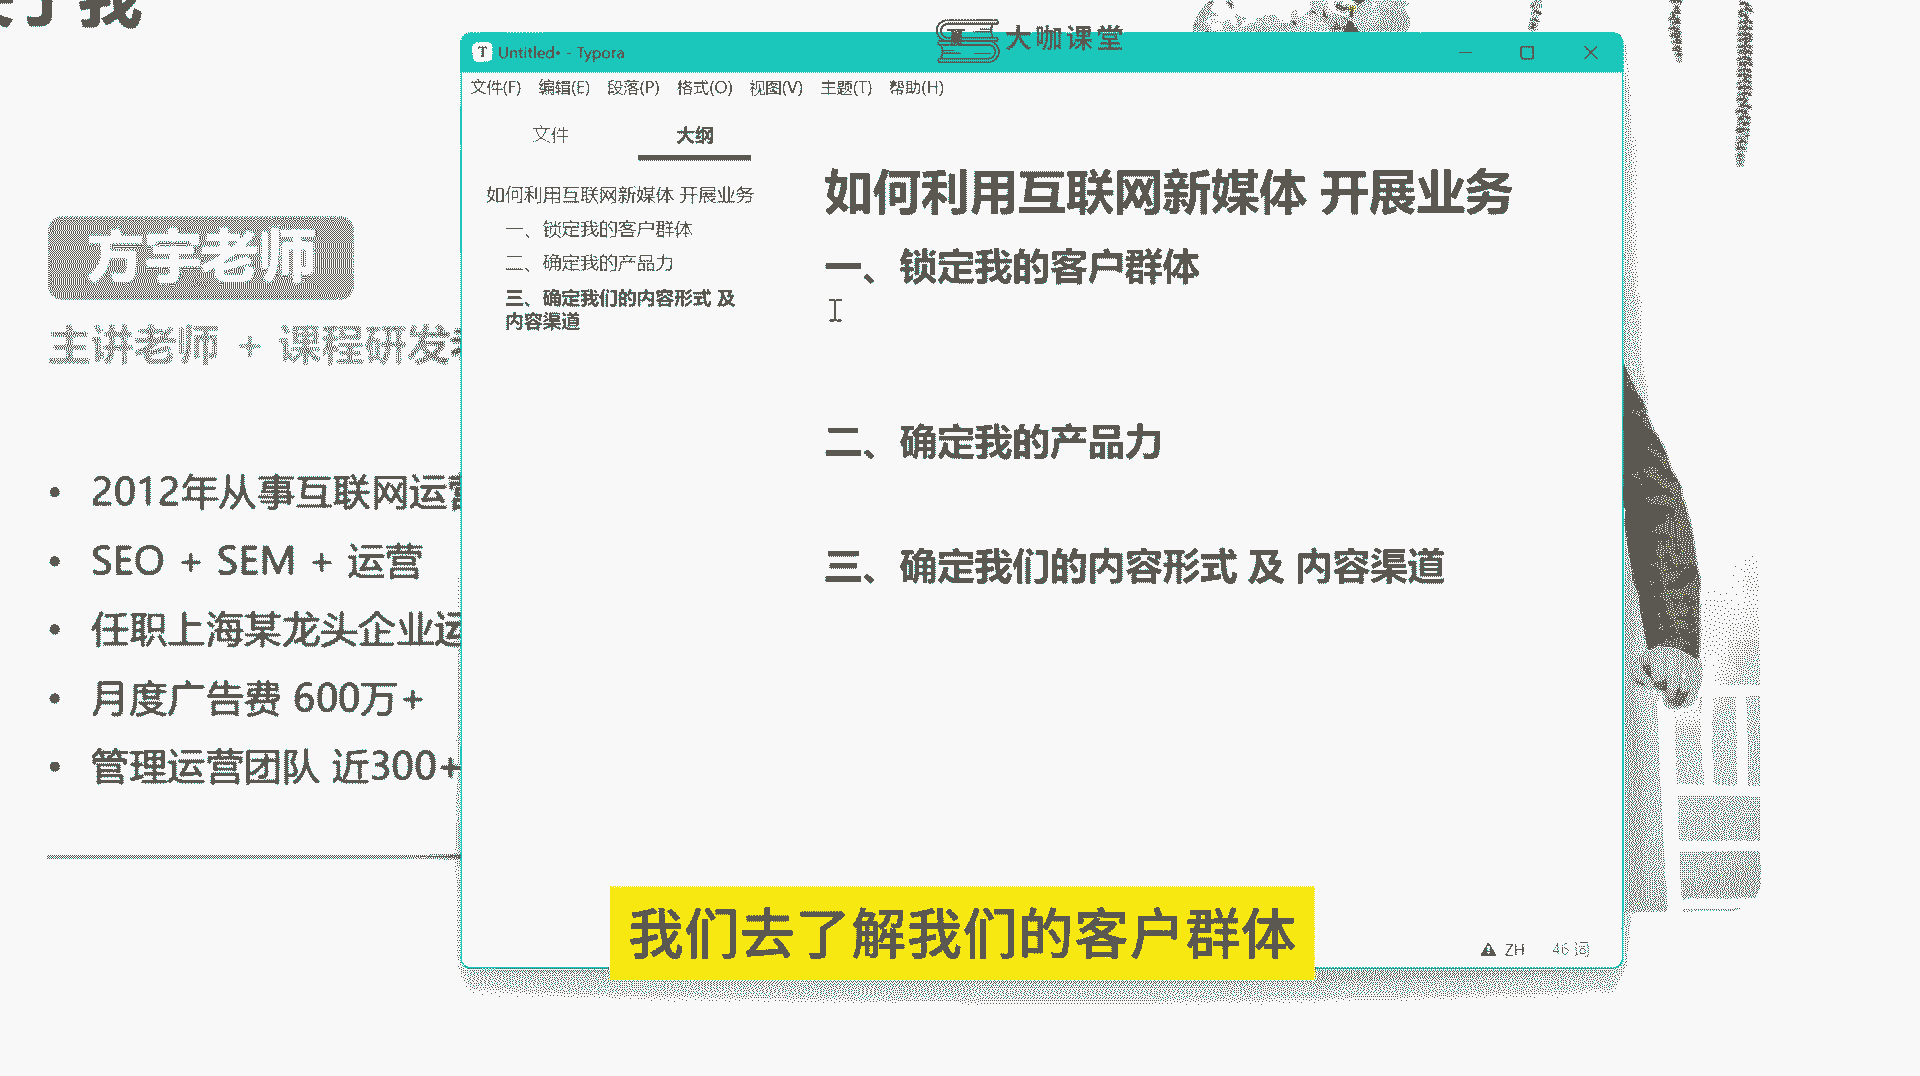 大咖课堂
Untitled• - Typora
文件(F) 编辑(E) 段落(P) 格式(O) 视图(V) 主题(T) 帮助(H)
文件 大纲
如何利用互联网新媒体 开展业务
一、锁定我的客户群体
二、确定我的产品力
三、确定我们的内容形式 及
内容渠道
如何利用互联网新媒体 开展业务
一、锁定我的客户群体
二、确定我的产品力
三、确定我们的内容形式 及 内容渠道
ZH 46 词
了我
方宇老师
主讲老师 + 课程研发
• 2012年从事互联网运营
• SEO + SEM + 运营
• 任职上海某龙头企业运
• 月度广告费 600万+
• 管理运营团队 近300+
我们去了解我们的客户群体